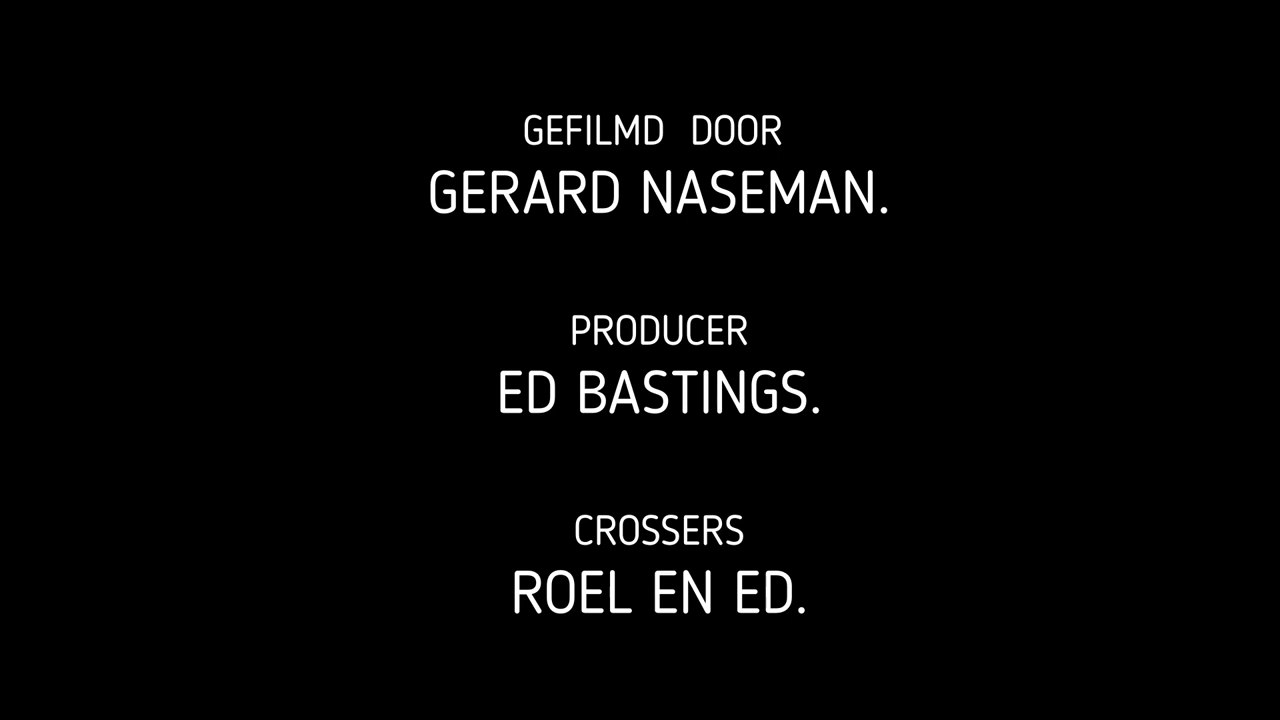 GEFILMD DOOR
GERARD NASEMAN.
PRODUCER
ED BASTINGS.
CROSSERS
ROEL EN ED.